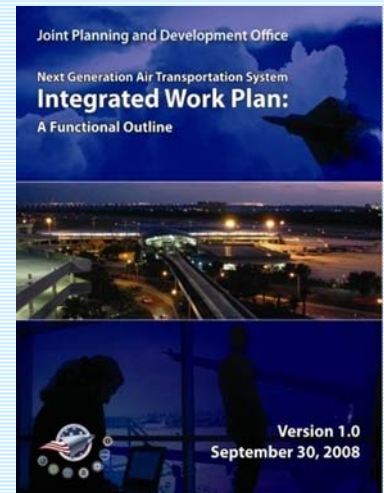 Joint Planning and Development Office
Next Generation Air Transportation System
Integrated Work Plan:
A Functional Outline
Version 1.0
September 30, 2008